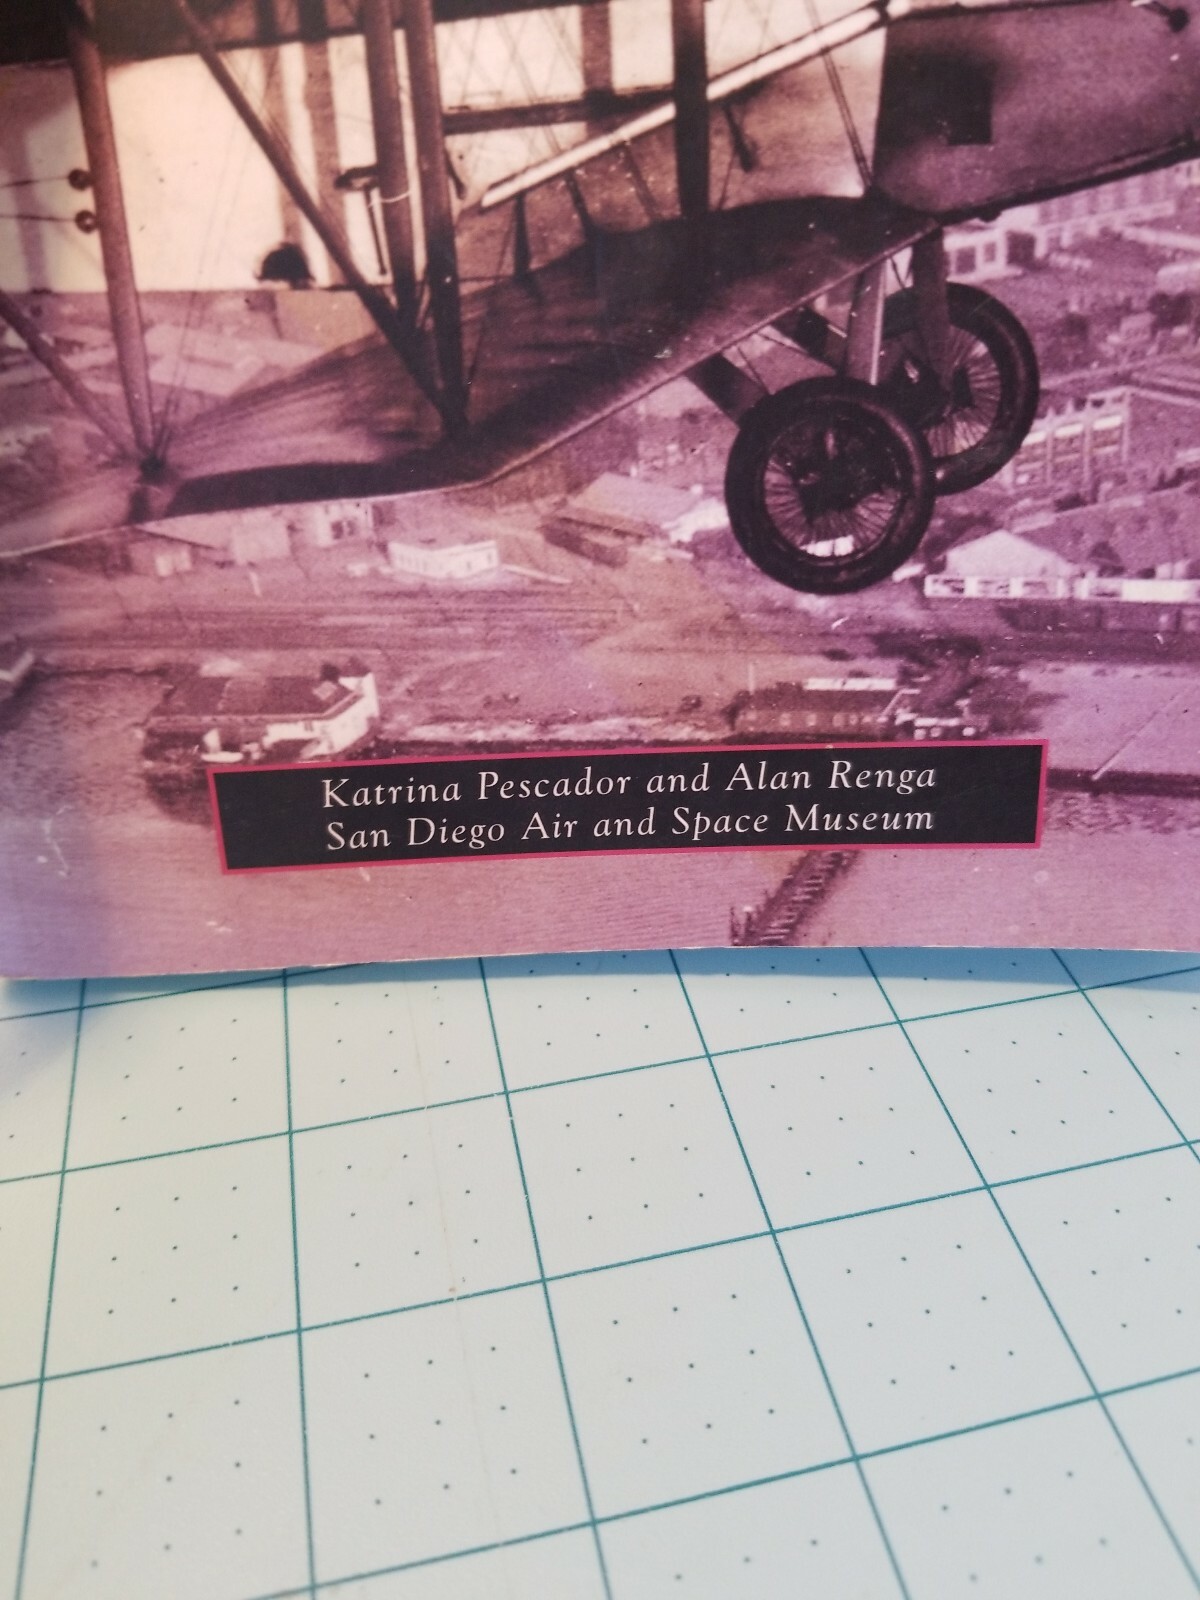 Katrina Pescador and Alan Renga
San Diego Air and Space Museum